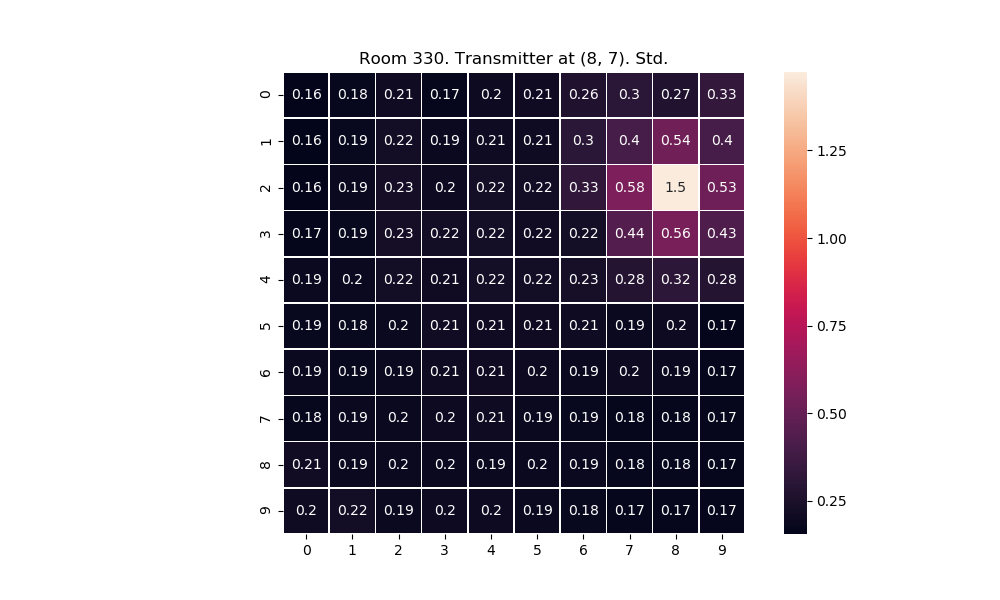 Room 330. Transmitter at (8, 7). Std.
0 0.16 0.18 0.21 0.17 0.2 0.21 0.26 0.3 0.27 0.33
1 0.16 0.19 0.22 0.19 0.21 0.21 0.3 0.4 0.54 0.4
2 0.16 0.19 0.23 0.2 0.22 0.22 0.33 0.58 1.5 0.53
3 0.17 0.19 0.23 0.22 0.22 0.22 0.22 0.44 0.56 0.43
4 0.19 0.2 0.22 0.21 0.22 0.22 0.23 0.28 0.32 0.28
5 0.19 0.18 0.2 0.21 0.21 0.21 0.21 0.19 0.2 0.17
6 0.19 0.19 0.19 0.21 0.21 0.2 0.19 0.2 0.19 0.17
7 0.18 0.19 0.2 0.2 0.21 0.19 0.19 0.18 0.18 0.17
8 0.21 0.19 0.2 0.2 0.19 0.2 0.19 0.18 0.18 0.17
9 0.2 0.22 0.19 0.2 0.2 0.19 0.18 0.17 0.17 0.17
0 1 2 3 4 5 6 7 8 9
1.25
1.00
0.75
0.50
0.25